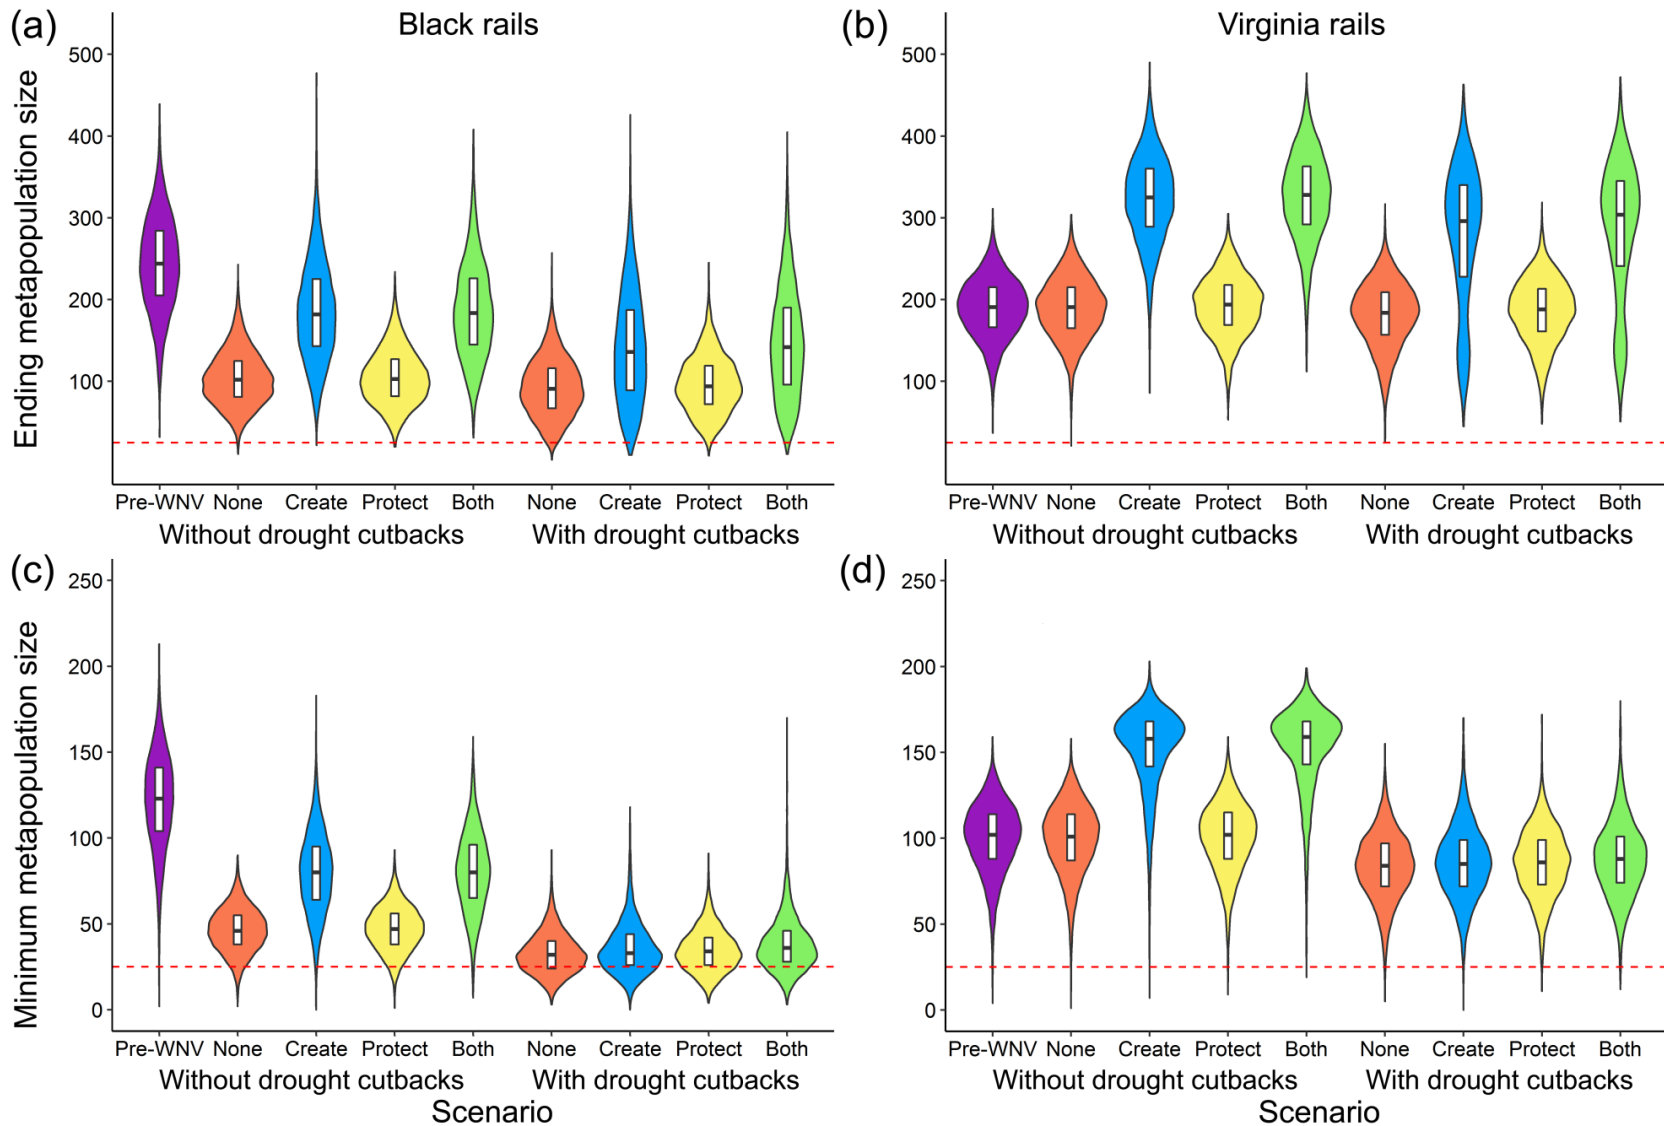 (a) Black rails
(b) Virginia rails
Ending metapopulation size
500
400
300
200
100
Pre-WNV None Create Protect Both None Create Protect Both
Without drought cutbacks With drought cutbacks
500
400
300
200
100
Pre-WNV None Create Protect Both None Create Protect Both
Without drought cutbacks With drought cutbacks
(c)
(d)
Minimum metapopulation size
250
200
150
100
50
0
Pre-WNV None Create Protect Both None Create Protect Both
Without drought cutbacks With drought cutbacks
Scenario
250
200
150
100
50
0
Pre-WNV None Create Protect Both None Create Protect Both
Without drought cutbacks With drought cutbacks
Scenario